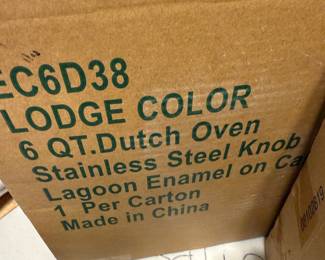 EC6D38
LODGE COLOR
6 QT.Dutch Oven
Stainless Steel Knob
Lagoon Enamel on Ca
1 Per Carton
Made in China